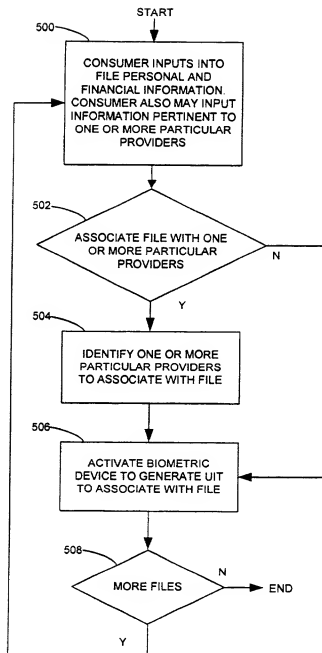 START
500
CONSUMER INPUTS INTO
FILE PERSONAL AND
FINANCIAL INFORMATION.
CONSUMER ALSO MAY INPUT
INFORMATION PERTINENT TO
ONE OR MORE PARTICULAR
PROVIDERS
502
ASSOCIATE FILE WITH ONE
OR MORE PARTICULAR
PROVIDERS
N
Y
504
IDENTIFY ONE OR MORE
PARTICULAR PROVIDERS
TO ASSOCIATE WITH FILE
506
ACTIVATE BIOMETRIC
DEVICE TO GENERATE UIT
TO ASSOCIATE WITH FILE
508
MORE FILES
N
END
Y